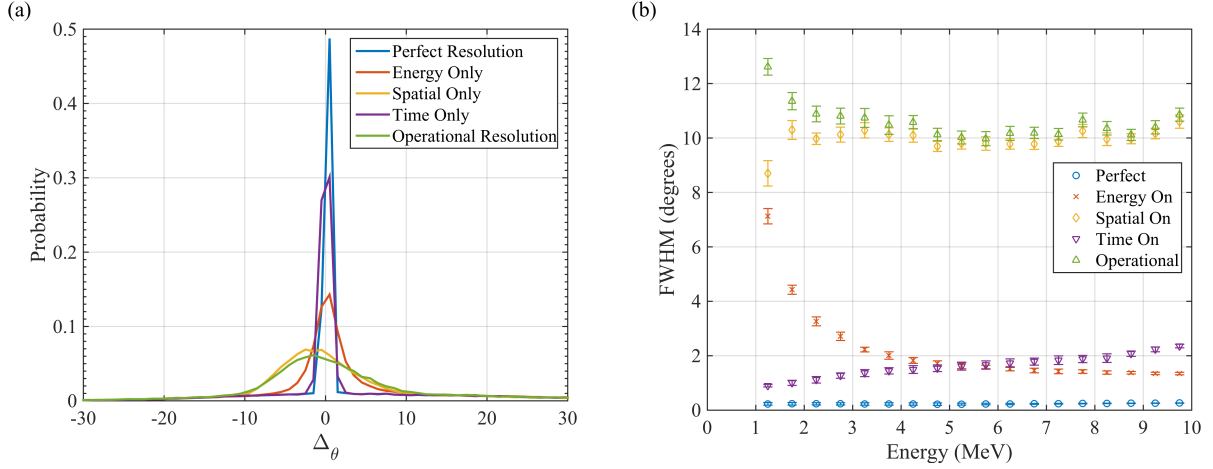 (a)
0.5
0.4
0.3
0.2
0.1
0
Probability
-30
-20
-10
0
10
20
30
Δθ
Perfect Resolution
Energy Only
Spatial Only
Time Only
Operational Resolution
(b)
14
12
10
8
6
4
2
0
FWHM (degrees)
0
1
2
3
4
5
6
7
8
9
10
Energy (MeV)
Perfect
Energy On
Spatial On
Time On
Operational